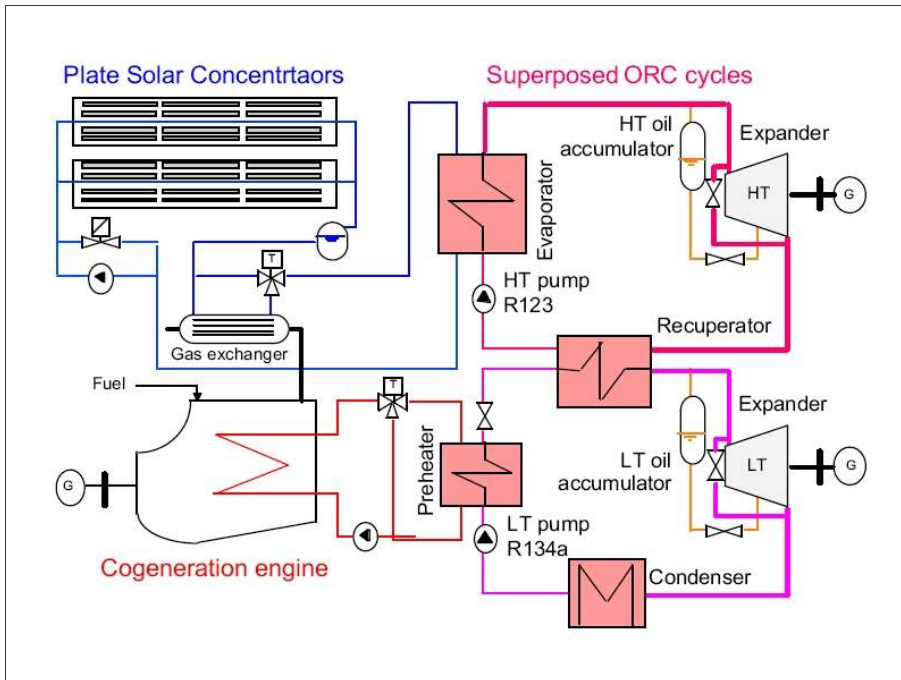 Plate Solar Concentrtaors
Superposed ORC cycles
HT oil
accumulator
Expander
HT
G
Evaporator
T
HT pump
R123
Gas exchanger
Recuperator
Fuel
T
Expander
LT
G
LT oil
accumulator
G
Preheater
LT pump
R134a
Cogeneration engine
Condenser